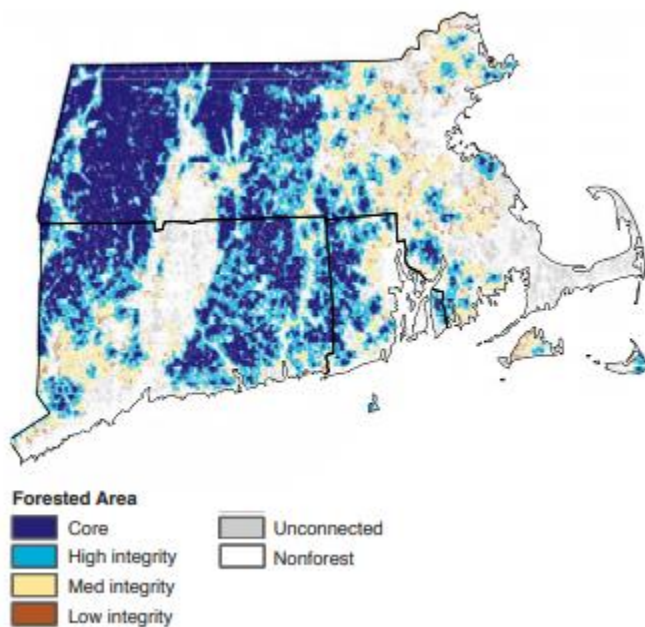 Forested Area
Core
High integrity
Med integrity
Low integrity
Unconnected
Nonforest